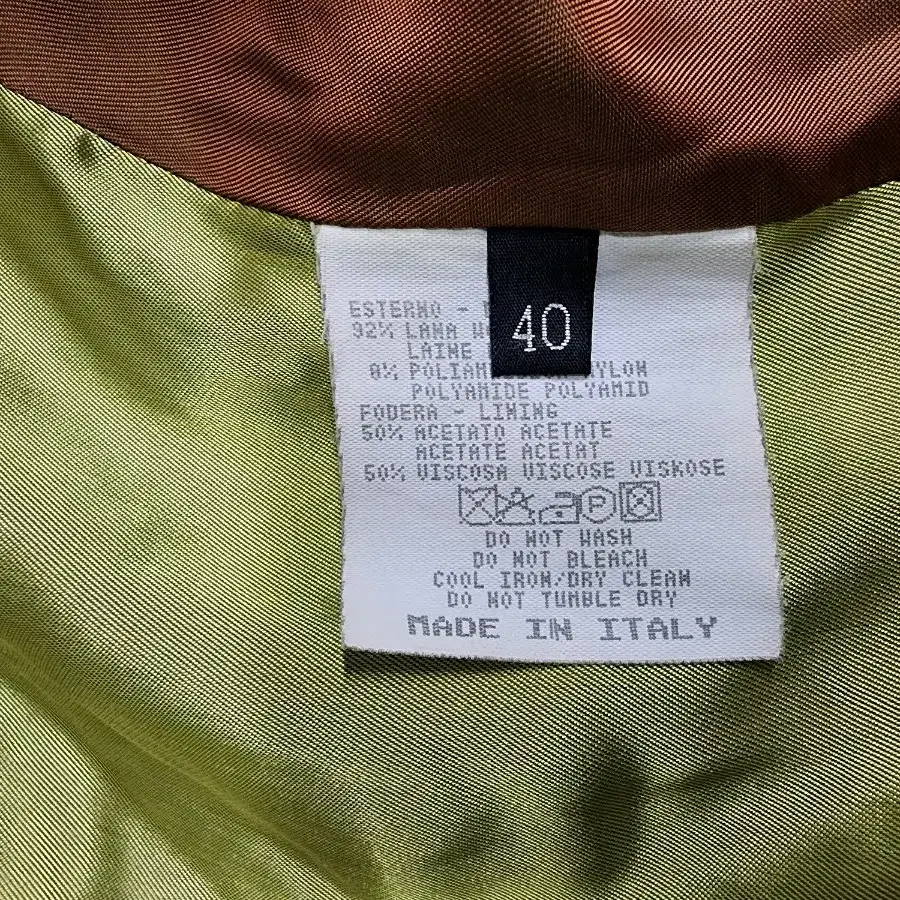 40
ESTERNO -
92% LANA
LAINE
8% NYLON
POLYAMIDE POLYAMID
FODERA - LINING
50% ACETATO ACETATE
ACETATE ACETAT
50% VISCOSA VISCOSE VISKOSE
DO NOT WASH
DO NOT BLEACH
COOL IRON/DRY CLEAN
DO NOT TUMBLE DRY
MADE IN ITALY